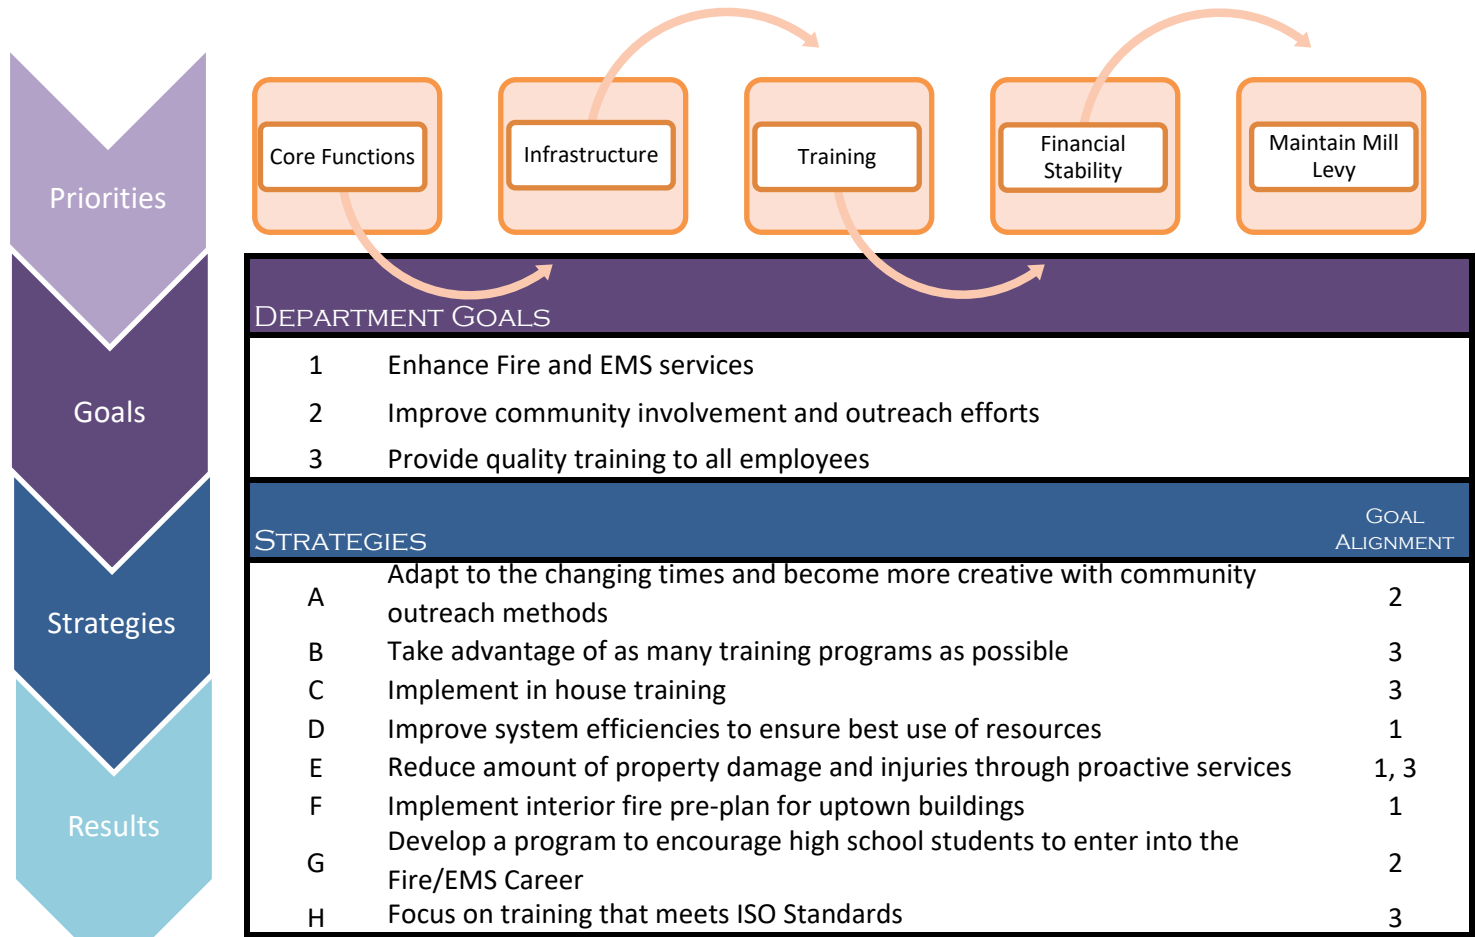 Priorities
Core Functions
Infrastructure
Training
Financial
Stability
Maintain Mill
Levy
Goals
DEPARTMENT GOALS
1 Enhance Fire and EMS services
2 Improve community involvement and outreach efforts
3 Provide quality training to all employees
Strategies
STRATEGIES
GOAL
ALIGNMENT
A Adapt to the changing times and become more creative with community
outreach methods 2
B Take advantage of as many training programs as possible 3
C Implement in house training 3
D Improve system efficiencies to ensure best use of resources 1
E Reduce amount of property damage and injuries through proactive services 1, 3
F Implement interior fire pre-plan for uptown buildings 1
Results
G Develop a program to encourage high school students to enter into the
Fire/EMS Career 2
H Focus on training that meets ISO Standards 3